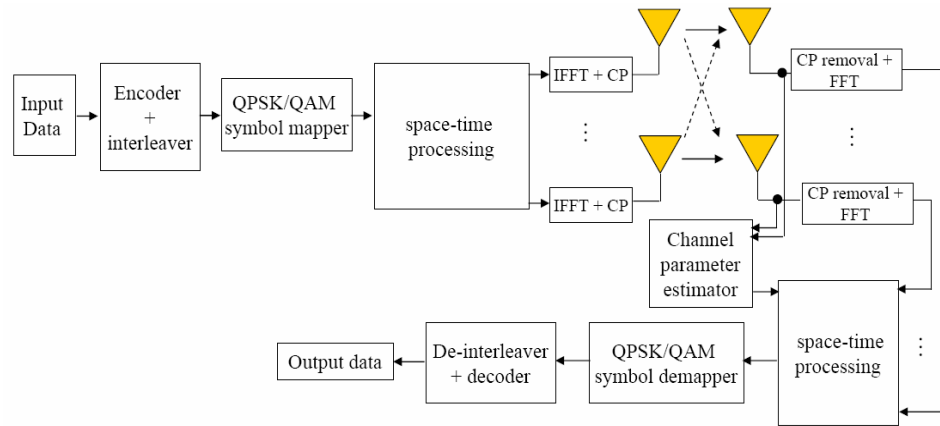 Input
Data
Encoder
+
interleaver
QPSK/QAM
symbol mapper
space-time
processing
IFFT + CP
⋮
IFFT + CP
CP removal +
FFT
⋮
CP removal +
FFT
Channel
parameter
estimator
space-time
processing
⋮
QPSK/QAM
symbol demapper
De-interleaver
+ decoder
Output data